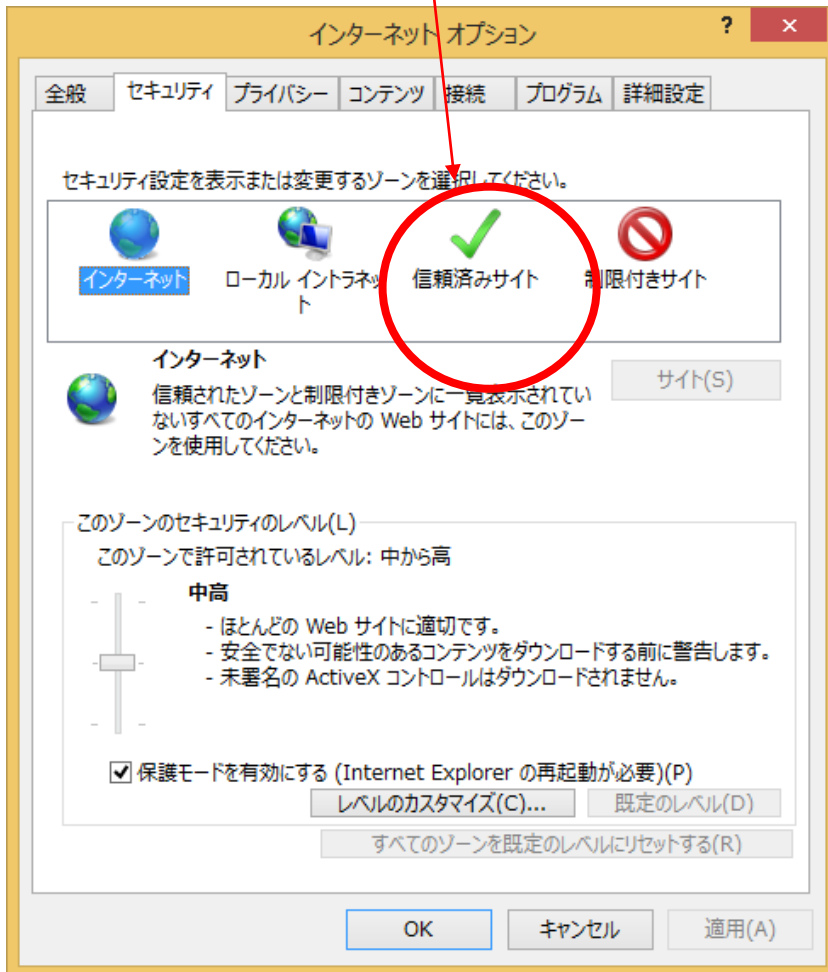 インターネット オプション
? ×
全般 セキュリティ プライバシー コンテンツ 接続 プログラム 詳細設定
セキュリティ設定を表示または変更するゾーンを選択してください。
インターネット ローカル イントラネッ 信頼済みサイト 制限付きサイト
ト
インターネット
サイト(S)
信頼されたゾーンと制限付きゾーンに一覧表示されてい
ないすべてのインターネットの Web サイトには、このゾー
ンを使用してください。
このゾーンのセキュリティのレベル(L)
このゾーンで許可されているレベル: 中から高
中高
- ほとんどの Web サイトに適切です。
- 安全でない可能性のあるコンテンツをダウンロードする前に警告します。
- 未署名の ActiveX コントロールはダウンロードされません。
保護モードを有効にする (Internet Explorer の再起動が必要)(P)
レベルのカスタマイズ(C)... 既定のレベル(D)
すべてのゾーンを既定のレベルにリセットする(R)
OK キャンセル 適用(A)